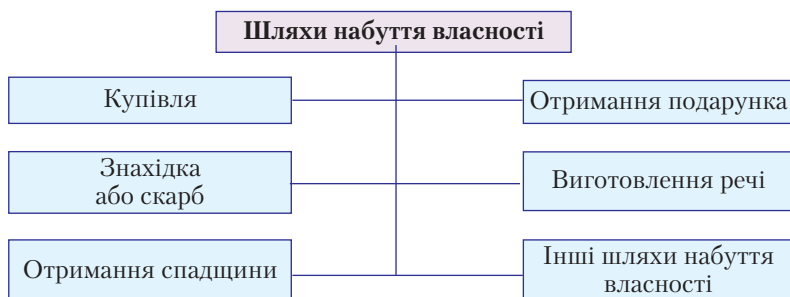 Шляхи набуття власності
Купівля
Отримання подарунка
Знахідка
або скарб
Виготовлення речі
Отримання спадщини
Інші шляхи набуття
власності